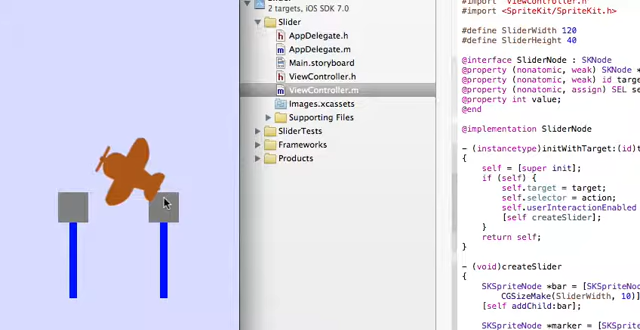 Slider
2 targets, iOS SDK 7.0
Slider
AppDelegate.h
AppDelegate.m
Main.storyboard
ViewController.h
ViewController.m
Images.xcassets
Supporting Files
SliderTests
Frameworks
Products
#import "ViewController.h"
#import <SpriteKit/SpriteKit.h>
#define SliderWidth 120
#define SliderHeight 40
@interface SliderNode : SKNode
@property (nonatomic, weak) SKNode *
@property (nonatomic, weak) id target
@property (nonatomic, assign) SEL se
@property int value;
@end
@implementation SliderNode
- (instancetype)initWithTarget:(id)t
{
self = [super init];
if (self) {
self.target = target;
self.selector = action;
self.userInteractionEnabled
[self createSlider];
}
return self;
}
- (void)createSlider
{
SKSpriteNode *bar = [SKSpriteNod
CGSizeMake(SliderWidth, 10)]
[self addChild:bar];
SKSpriteNode *marker = [SKSprite